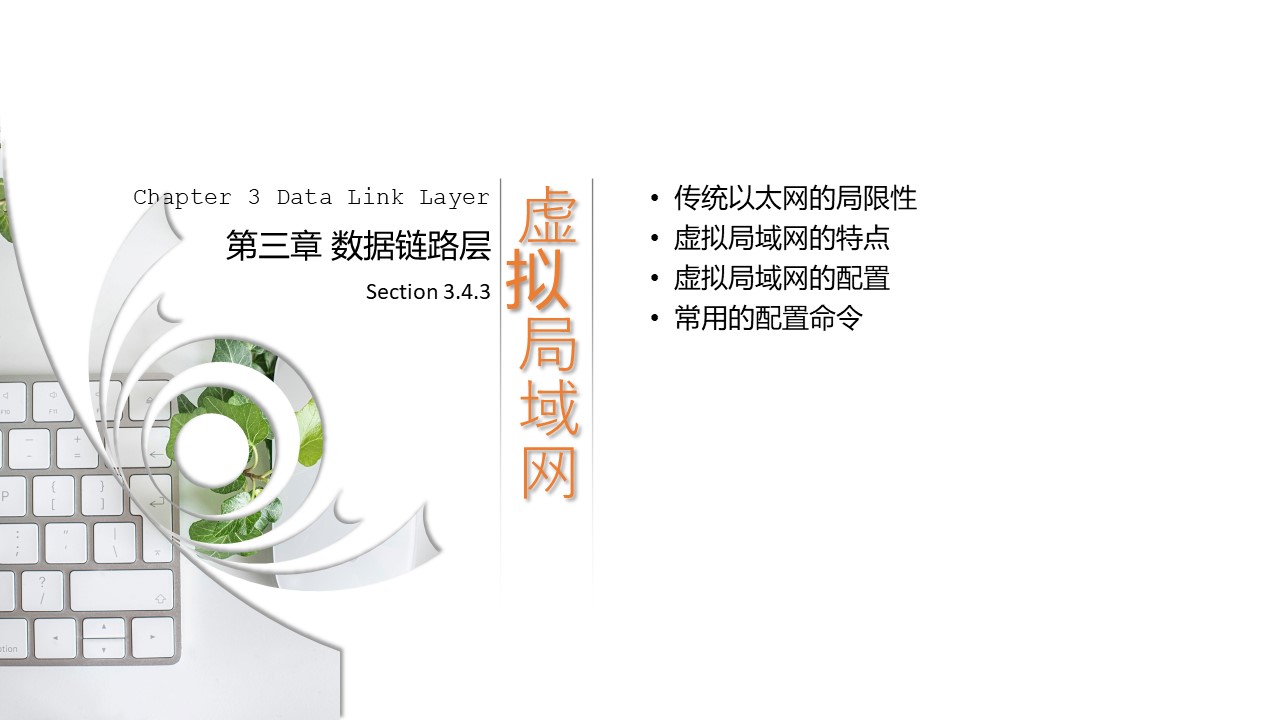 Chapter 3 Data Link Layer
第三章 数据链路层
Section 3.4.3
虚拟局域网
• 传统以太网的局限性
• 虚拟局域网的特点
• 虚拟局域网的配置
• 常用的配置命令